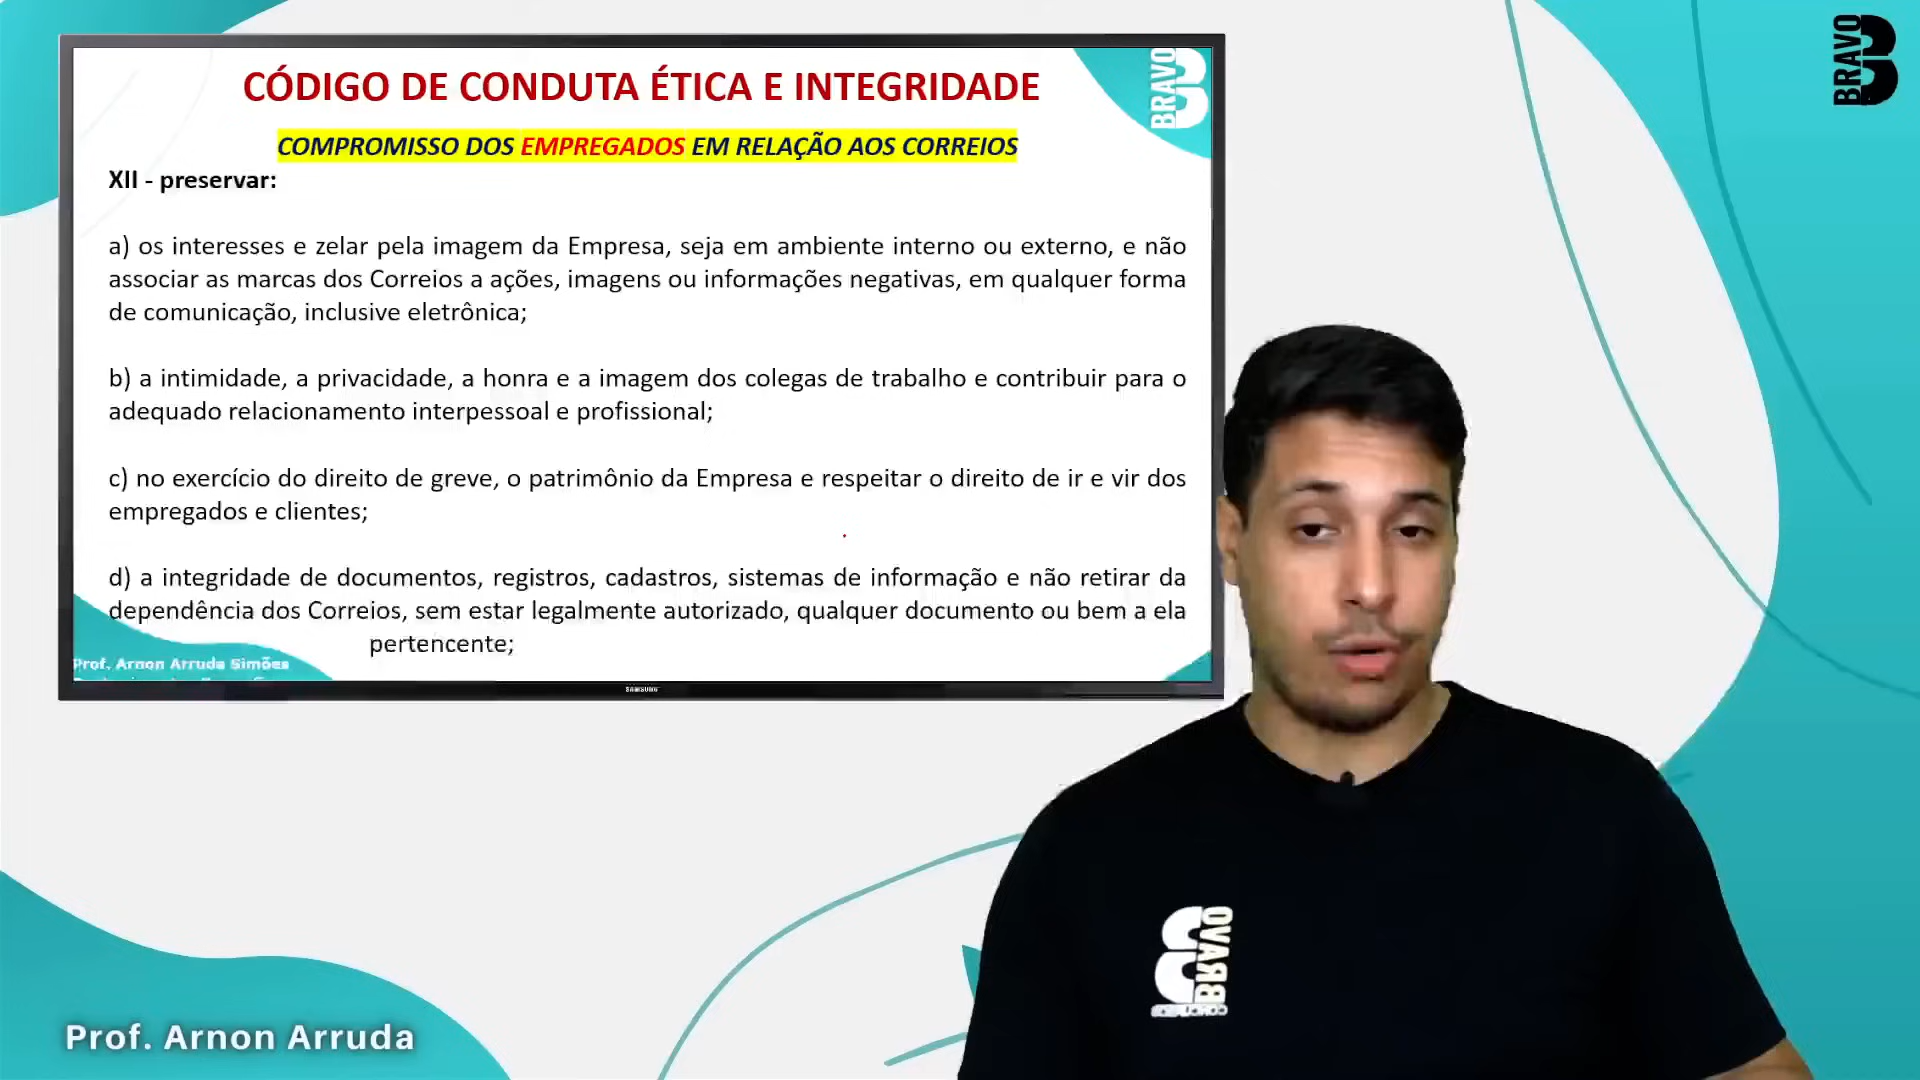 BRAVO
CÓDIGO DE CONDUTA ÉTICA E INTEGRIDADE
BRAVO
COMPROMISSO DOS EMPREGADOS EM RELAÇÃO AOS CORREIOS
XII - preservar:
a) os interesses e zelar pela imagem da Empresa, seja em ambiente interno ou externo, e não
associar as marcas dos Correios a ações, imagens ou informações negativas, em qualquer forma
de comunicação, inclusive eletrônica;
b) a intimidade, a privacidade, a honra e a imagem dos colegas de trabalho e contribuir para o
adequado relacionamento interpessoal e profissional;
c) no exercício do direito de greve, o patrimônio da Empresa e respeitar o direito de ir e vir dos
empregados e clientes;
d) a integridade de documentos, registros, cadastros, sistemas de informação e não retirar da
dependência dos Correios, sem estar legalmente autorizado, qualquer documento ou bem a ela
pertencente;
Prof. Arnon Arruda Simões
SAMSUNG
BRAVO
CONCURSOS
Prof. Arnon Arruda